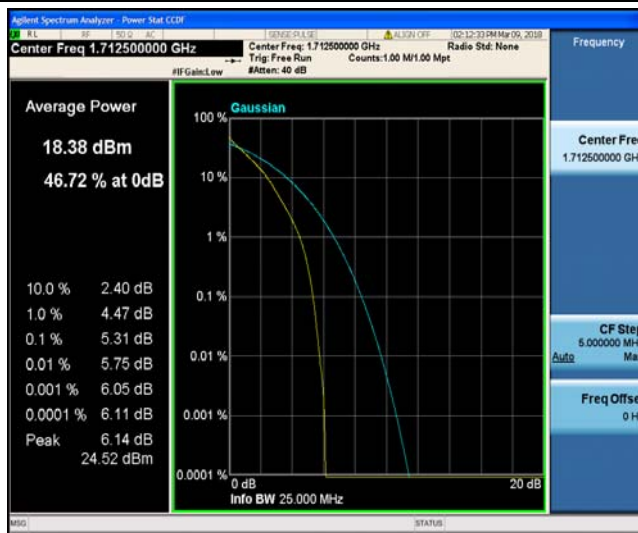 Agilent Spectrum Analyzer - Power Stat CCDF
RL RF 50 Ω AC SENSE:PULSE ALIGN OFF 02:12:33 PM Mar 09, 2018
Center Freq 1.712500000 GHz
Center Freq: 1.712500000 GHz Radio Std: None
Trig: Free Run Counts:1.00 M/1.00 Mpt
#IFGain:Low #Atten: 40 dB
Frequency
Average Power
18.38 dBm
46.72 % at 0dB
10.0 % 2.40 dB
1.0 % 4.47 dB
0.1 % 5.31 dB
0.01 % 5.75 dB
0.001 % 6.05 dB
0.0001 % 6.11 dB
Peak 6.14 dB
24.52 dBm
Gaussian
100 %
10 %
1 %
0.1 %
0.01 %
0.001 %
0.0001 %
0 dB 20 dB
Info BW 25.000 MHz
Center Fre
1.712500000 GH
CF Ste
5.000000 MH
Auto Ma
Freq Offse
0 H
MSG STATUS